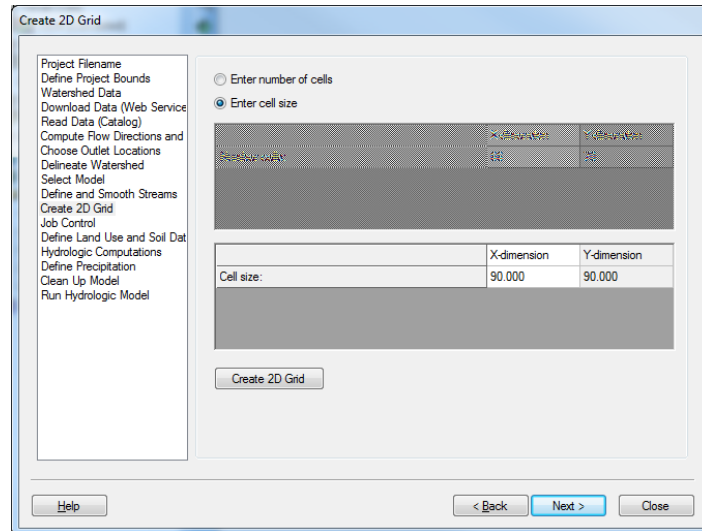 Create 2D Grid
Project Filename
Define Project Bounds
Watershed Data
Download Data (Web Service
Read Data (Catalog)
Compute Flow Directions and
Choose Outlet Locations
Delineate Watershed
Select Model
Define and Smooth Streams
Create 2D Grid
Job Control
Define Land Use and Soil Dat
Hydrologic Computations
Define Precipitation
Clean Up Model
Run Hydrologic Model
Enter number of cells
Enter cell size
X-dimension Y-dimension
X-dimension Y-dimension
Cell size: 90.000 90.000
Create 2D Grid
Help < Back Next > Close